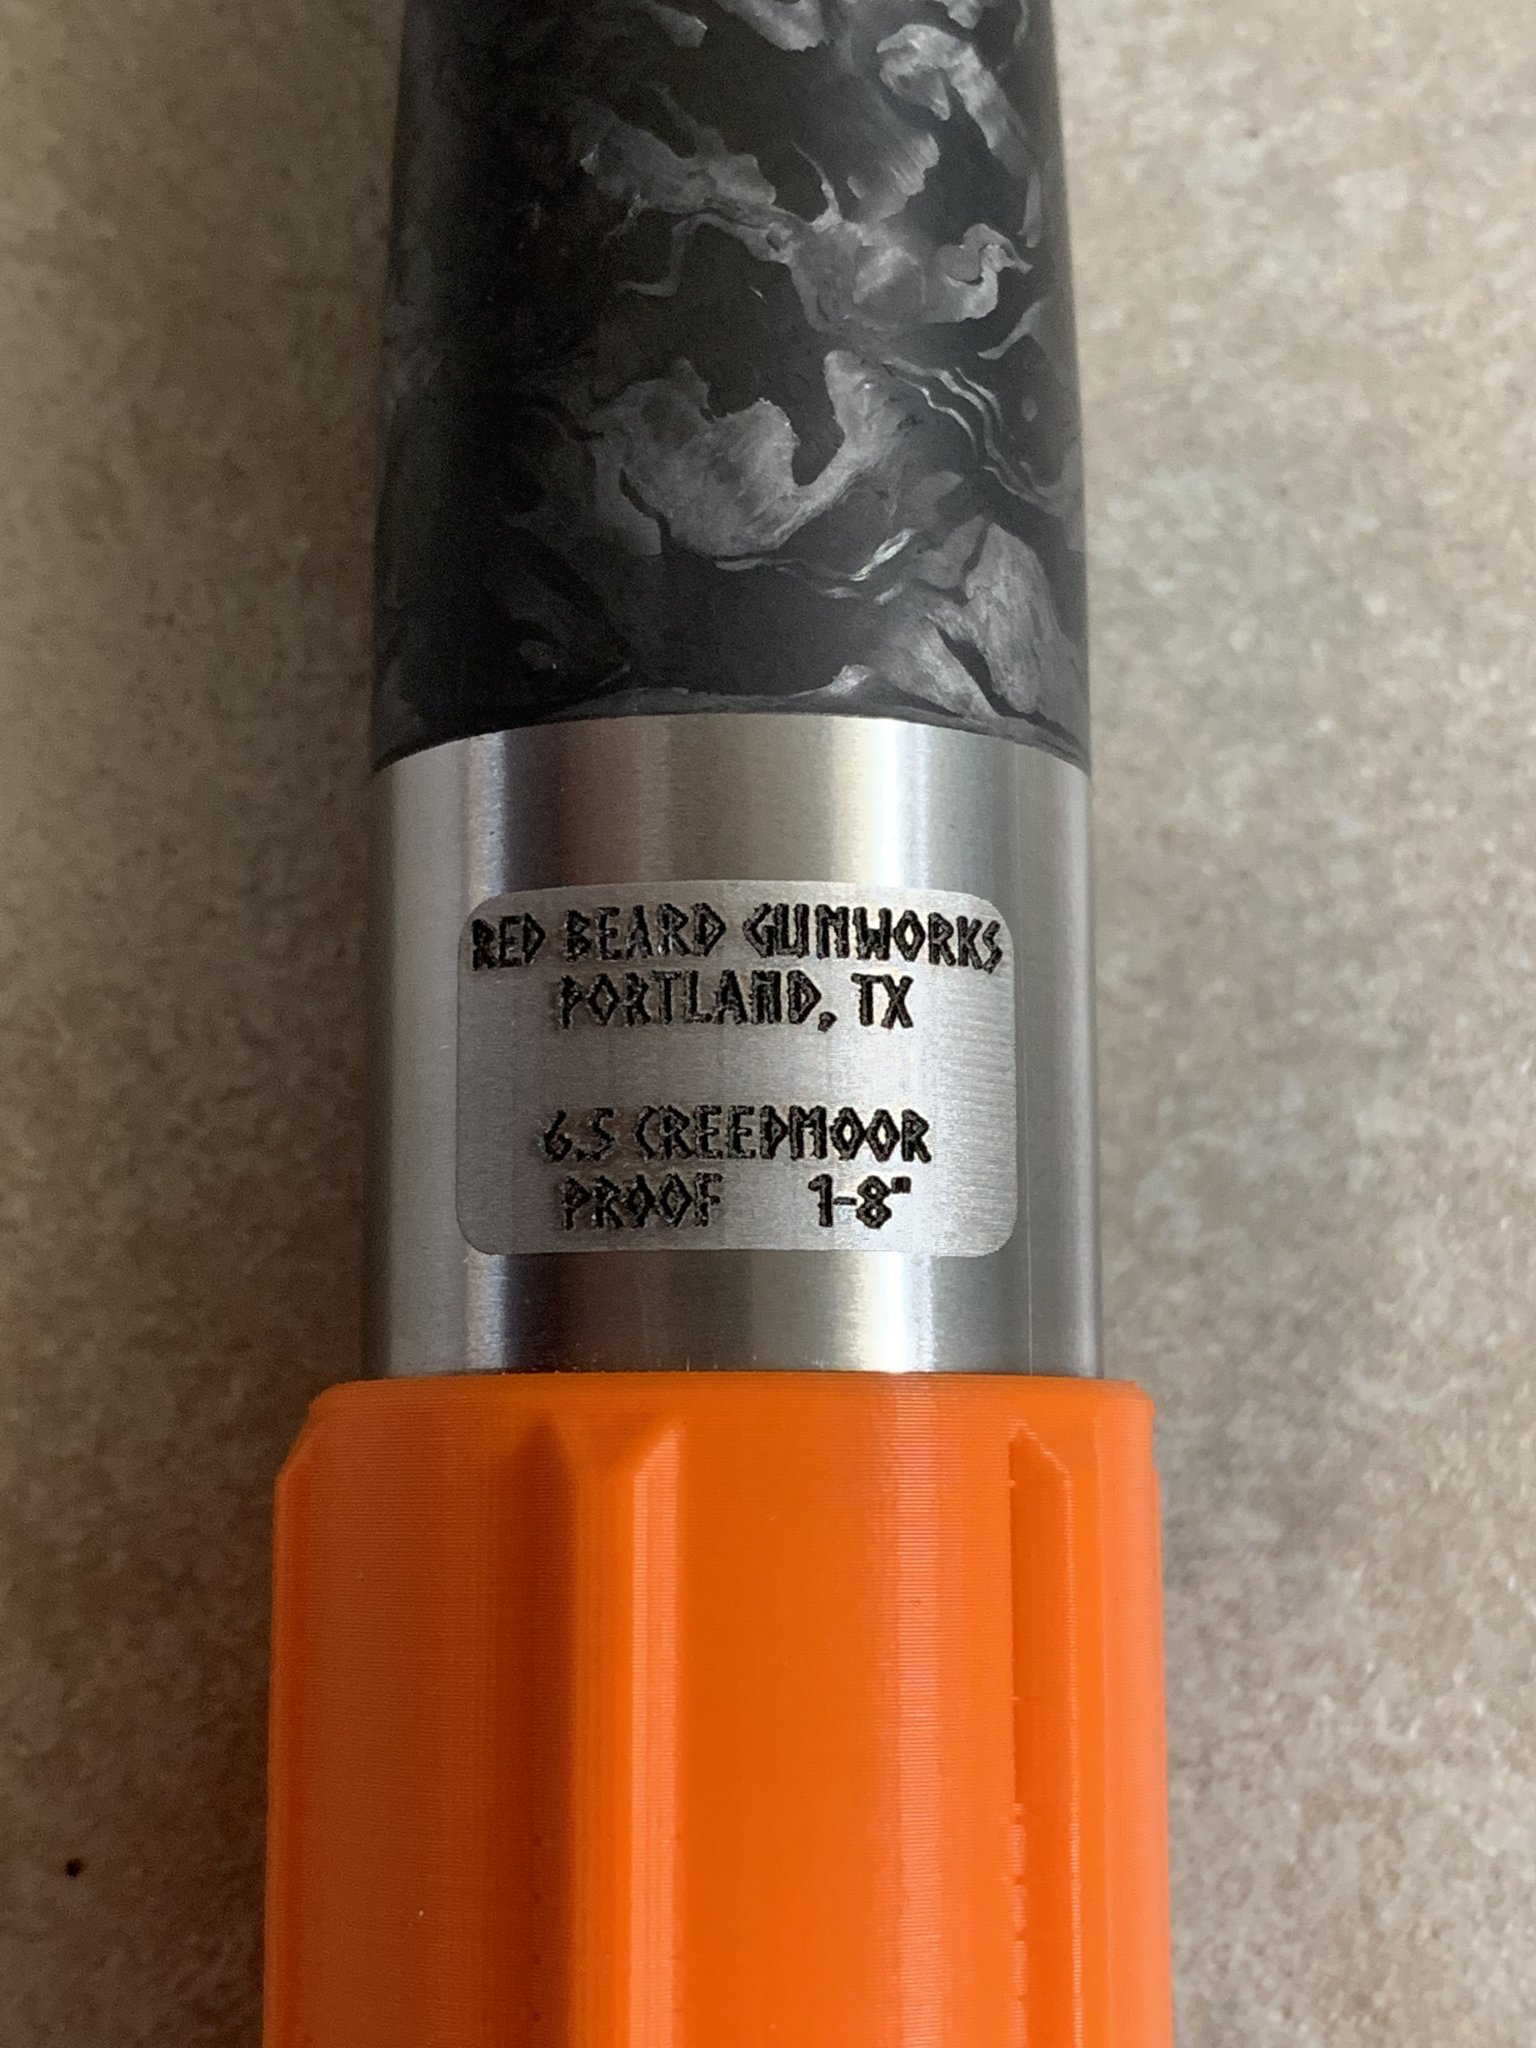 RED BEARD GUNWORKS
PORTLAND, TX
6.5 CREEDMOOR
PROOF 1-8"